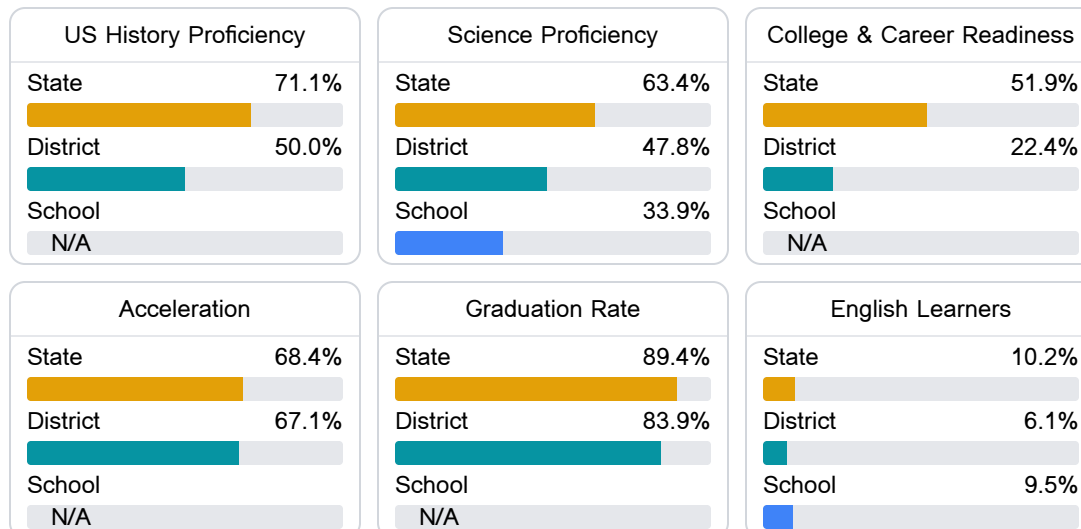 US History Proficiency
State 71.1%
District 50.0%
School
N/A
Science Proficiency
State 63.4%
District 47.8%
School 33.9%
College & Career Readiness
State 51.9%
District 22.4%
School
N/A
Acceleration
State 68.4%
District 67.1%
School
N/A
Graduation Rate
State 89.4%
District 83.9%
School
N/A
English Learners
State 10.2%
District 6.1%
School 9.5%